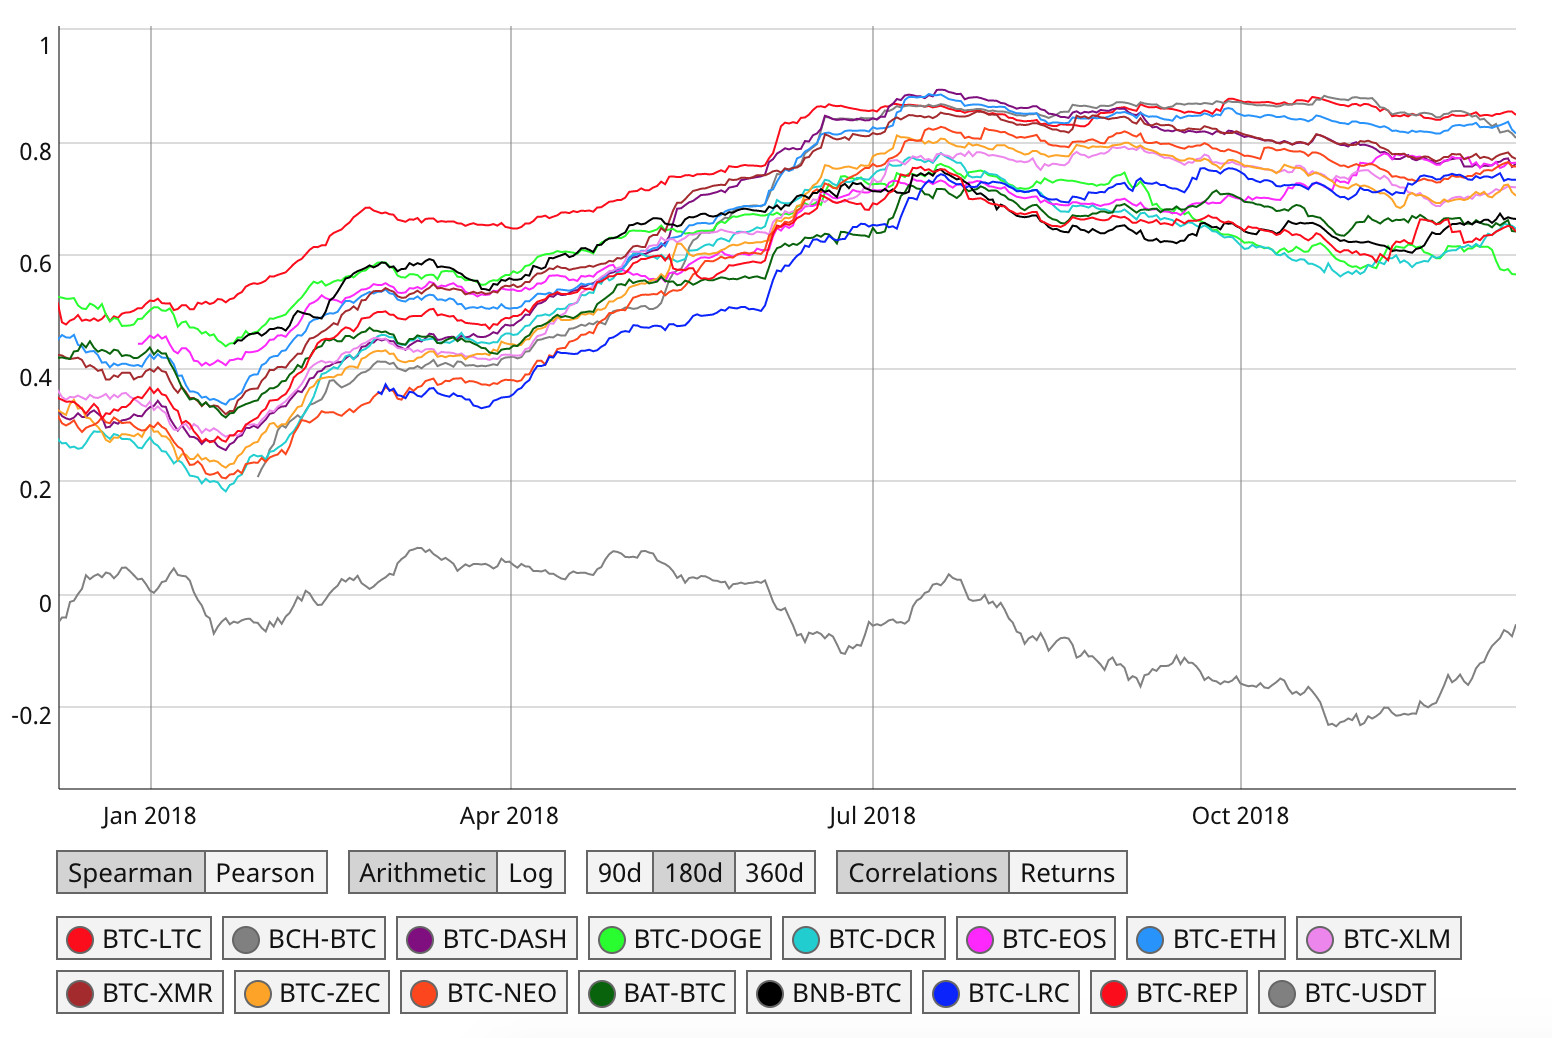 1
0.8
0.6
0.4
0.2
0
-0.2
Jan 2018 Apr 2018 Jul 2018 Oct 2018
Spearman Pearson Arithmetic Log 90d 180d 360d Correlations Returns
BTC-LTC BCH-BTC BTC-DASH BTC-DOGE BTC-DCR BTC-EOS BTC-ETH BTC-XLM
BTC-XMR BTC-ZEC BTC-NEO BAT-BTC BNB-BTC BTC-LRC BTC-REP BTC-USDT